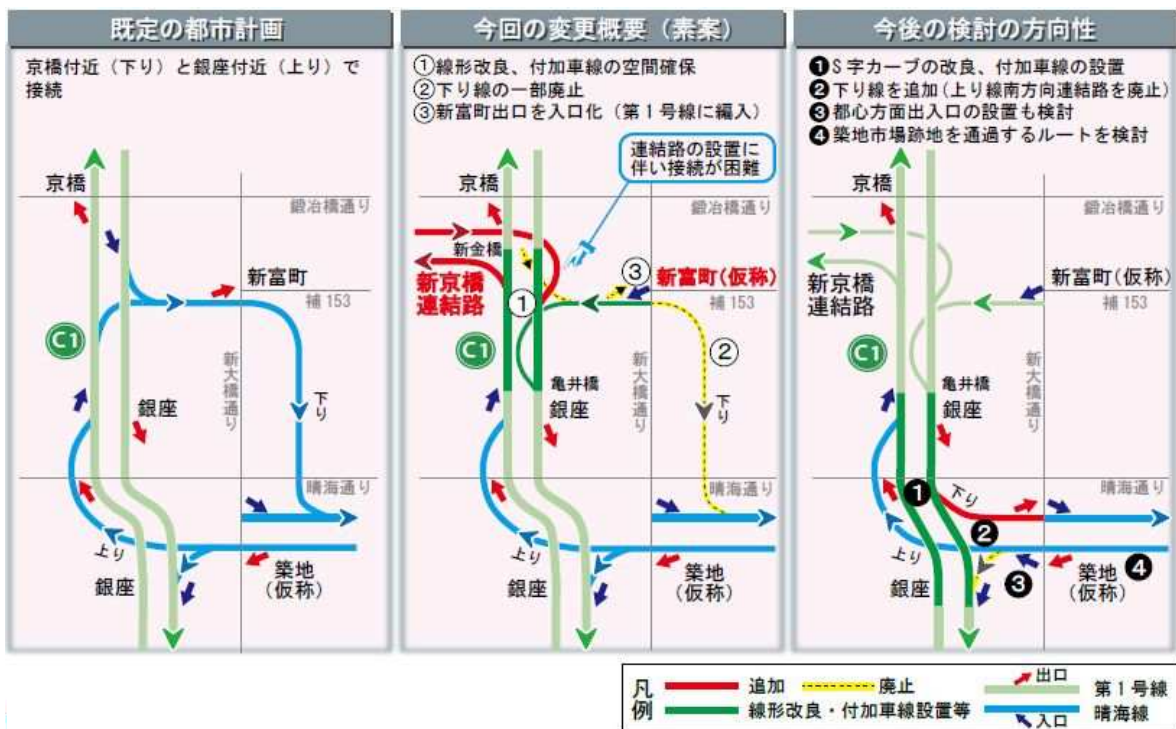 既定の都市計画
京橋付近（下り）と銀座付近（上り）で
接続
京橋
鍛冶橋通り
新富町
補153
C1
新大橋通り
銀座
下り
晴海通り
上り
銀座
築地
（仮称）
今回の変更概要（素案）
①線形改良、付加車線の空間確保
②下り線の一部廃止
③新富町出口を入口化（第１号線に編入）
連結路の設置に
伴い接続が困難
京橋
鍛冶橋通り
新金橋
③
新富町(仮称)
新京橋
連結路
①
補153
C1
②
新大橋通り
亀井橋
銀座
下り
晴海通り
上り
銀座
築地
（仮称）
今後の検討の方向性
❶S字カーブの改良、付加車線の設置
❷下り線を追加（上り線南方向連結路を廃止）
❸都心方面出入口の設置も検討
❹築地市場跡地を通過するルートを検討
京橋
鍛冶橋通り
新京橋
連結路
新富町(仮称)
補153
C1
新大橋通り
亀井橋
銀座
❶
下り
晴海通り
❷
上り
銀座
❸
築地
（仮称）
❹
凡例
追加
廃止
出口
第１号線
線形改良・付加車線設置等
入口
晴海線